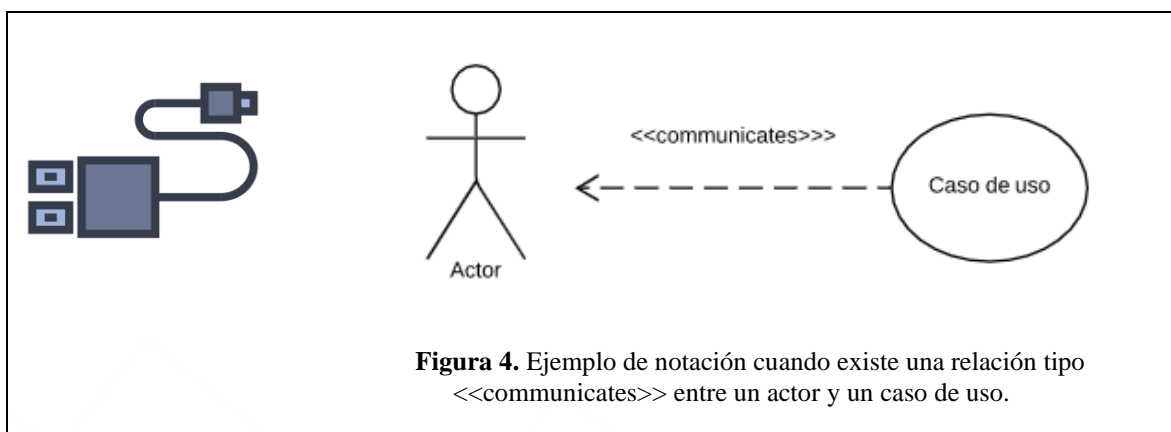 <<communicates>>>
Caso de uso
Actor
Figura 4. Ejemplo de notación cuando existe una relación tipo
<<communicates>> entre un actor y un caso de uso.